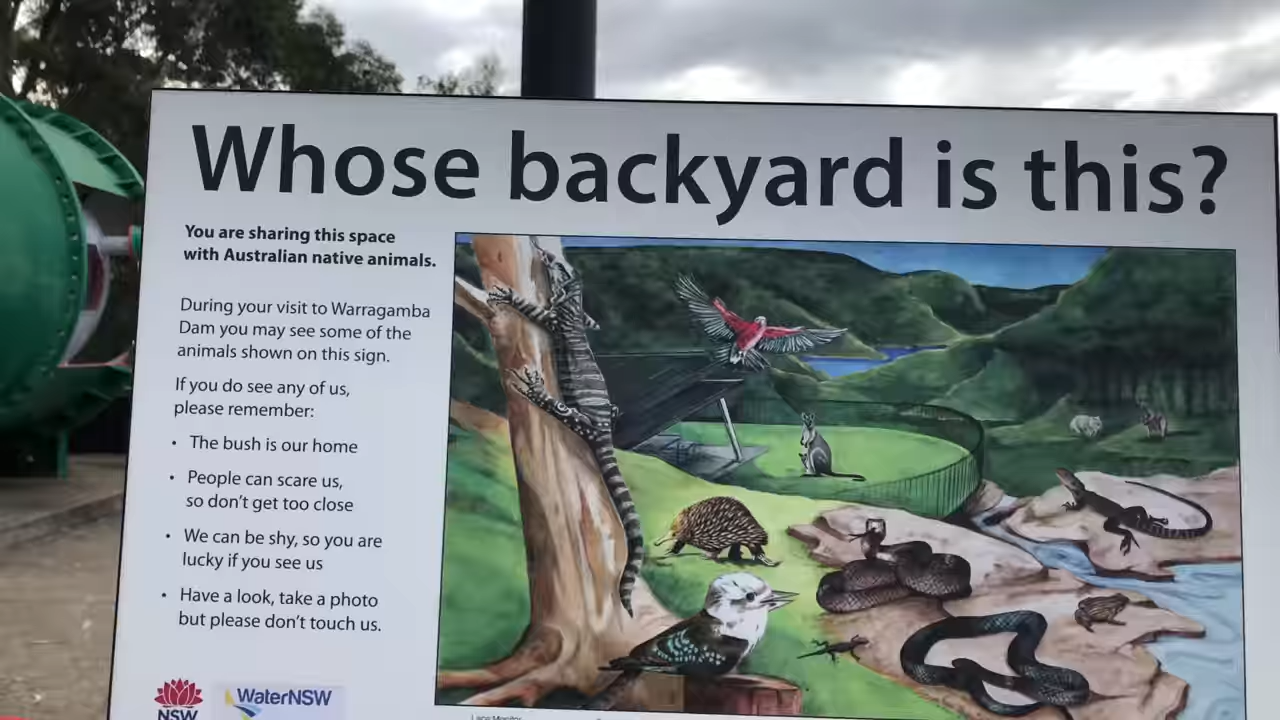 Whose backyard is this?
You are sharing this space
with Australian native animals.
During your visit to Warragamba
Dam you may see some of the
animals shown on this sign.
If you do see any of us,
please remember:
• The bush is our home
• People can scare us,
so don't get too close
• We can be shy, so you are
lucky if you see us
• Have a look, take a photo
but please don't touch us.
NSW
WaterNSW
Lace Monitor